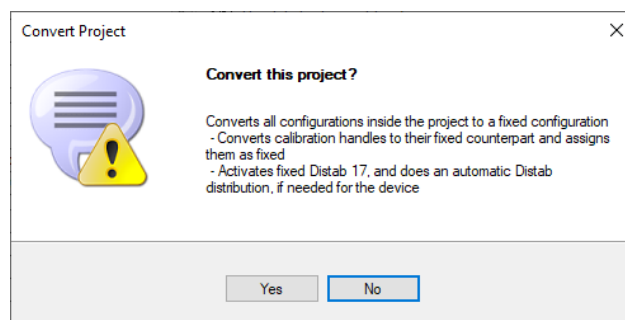 Convert Project
Convert this project?
Converts all configurations inside the project to a fixed configuration
- Converts calibration handles to their fixed counterpart and assigns
them as fixed
- Activates fixed Distab 17, and does an automatic Distab
distribution, if needed for the device
Yes
No